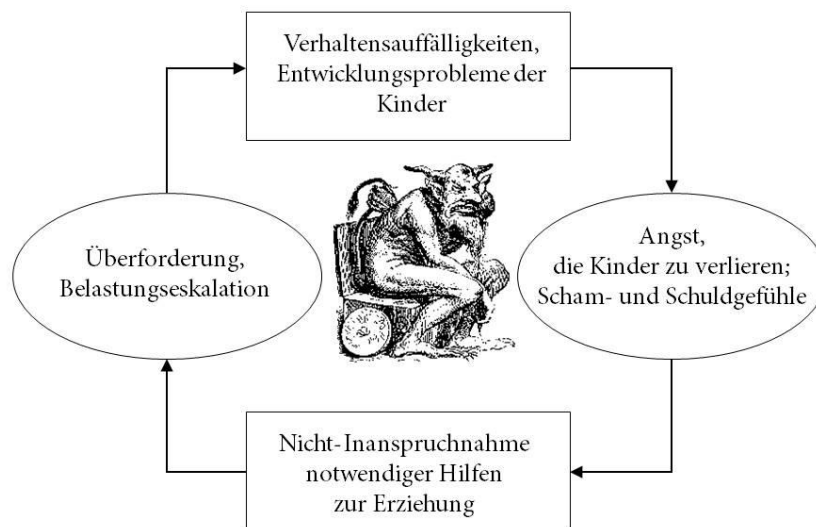 Verhaltensauffälligkeiten,
Entwicklungsprobleme der
Kinder
Angst,
die Kinder zu verlieren;
Scham- und Schuldgefühle
Nicht-Inanspruchnahme
notwendiger Hilfen
zur Erziehung
Überforderung,
Belastungseskalation